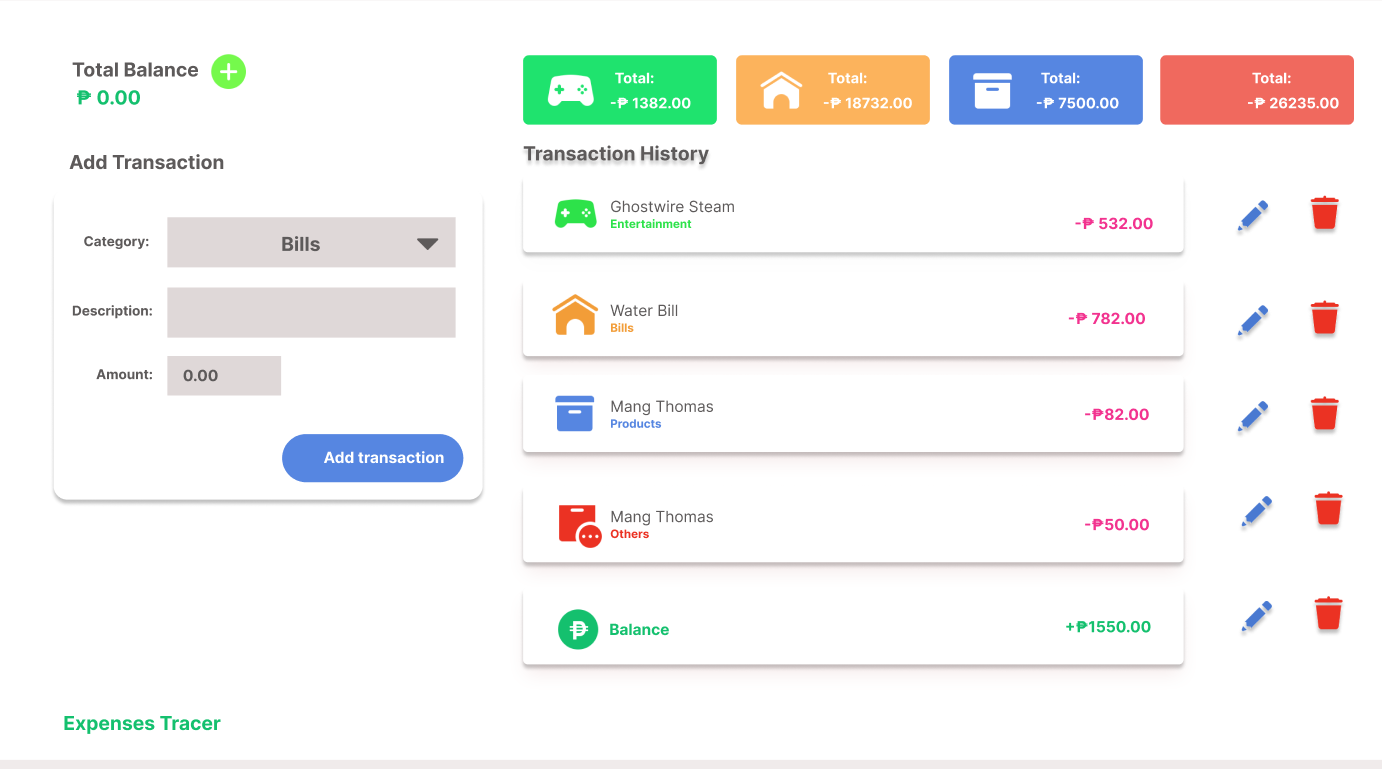 Total Balance
₱ 0.00
Total:
-₱ 1382.00
Total:
-₱ 18732.00
Total:
-₱ 7500.00
Total:
-₱ 26235.00
Add Transaction
Category:
Bills
Description:
Amount:
0.00
Add transaction
Transaction History
Ghostwire Steam
Entertainment
-₱ 532.00
Water Bill
Bills
-₱ 782.00
Mang Thomas
Products
-₱82.00
Mang Thomas
Others
-₱50.00
₱
Balance
+₱1550.00
Expenses Tracer